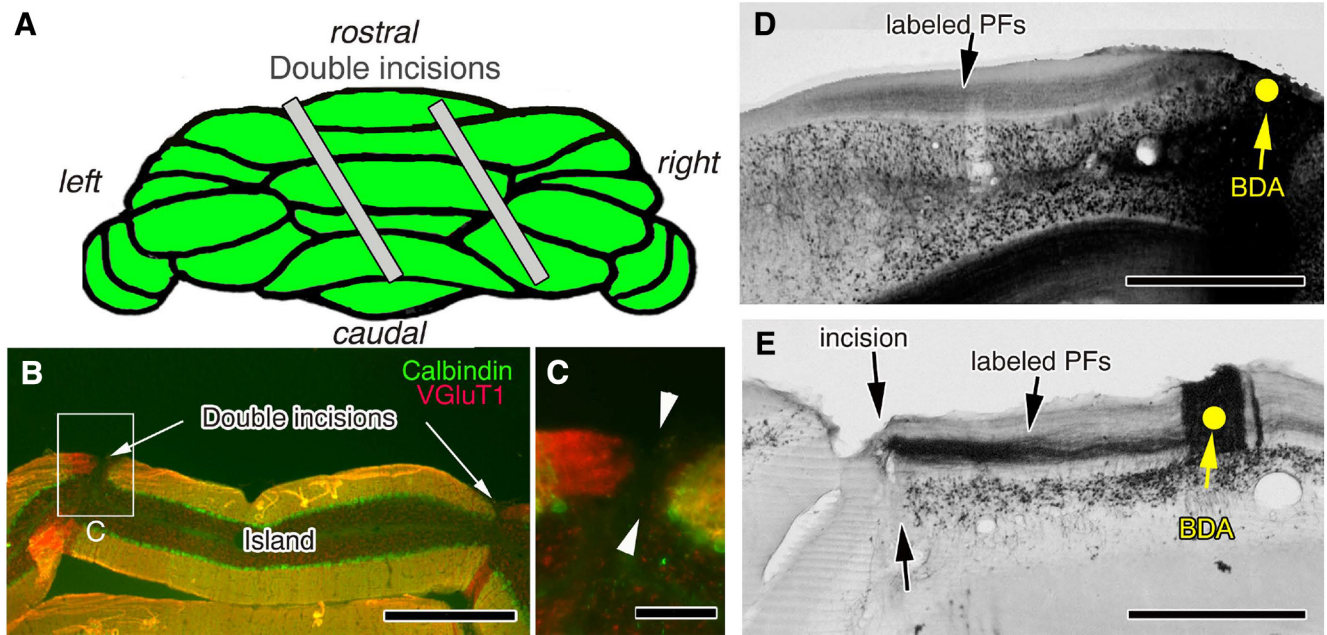 A
rostral
Double incisions
left
right
caudal
B
Calbindin
VGluT1
Double incisions
C
Island
C
D
labeled PFs
BDA
E
incision
labeled PFs
BDA